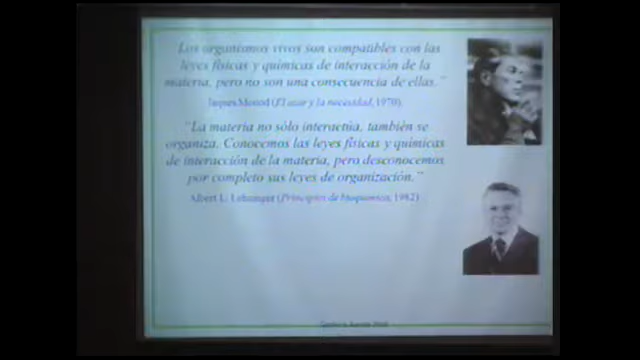 Los organismos vivos son compatibles con las
leyes físicas y químicas de interacción de la
materia, pero no son una consecuencia de ellas.”
Jaques Monod (El azar y la necesidad, 1970).
“La materia no sólo interactúa, también se
organiza. Conocemos las leyes físicas y químicas
de interacción de la materia, pero desconocemos
por completo sus leyes de organización.”
Albert L. Lehninger (Principios de bioquímica, 1982)